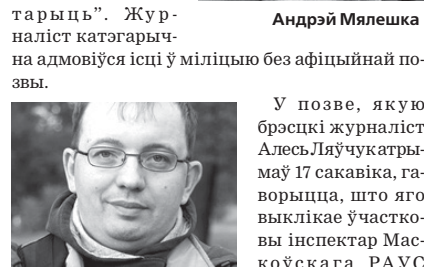 тарыць”. Жур-
наліст катэгарыч-
Андрэй Мялешка
на адмовіўся ісці ў міліцыю без афіцыйнай по-
звы.
У позве, якую
брэсцкі журналіст
Алесь Ляўчук атры-
маў 17 сакавіка, га-
ворыцца, што яго
выклікае ўчастко-
вы інспектар Мас-
коўскага РАУС